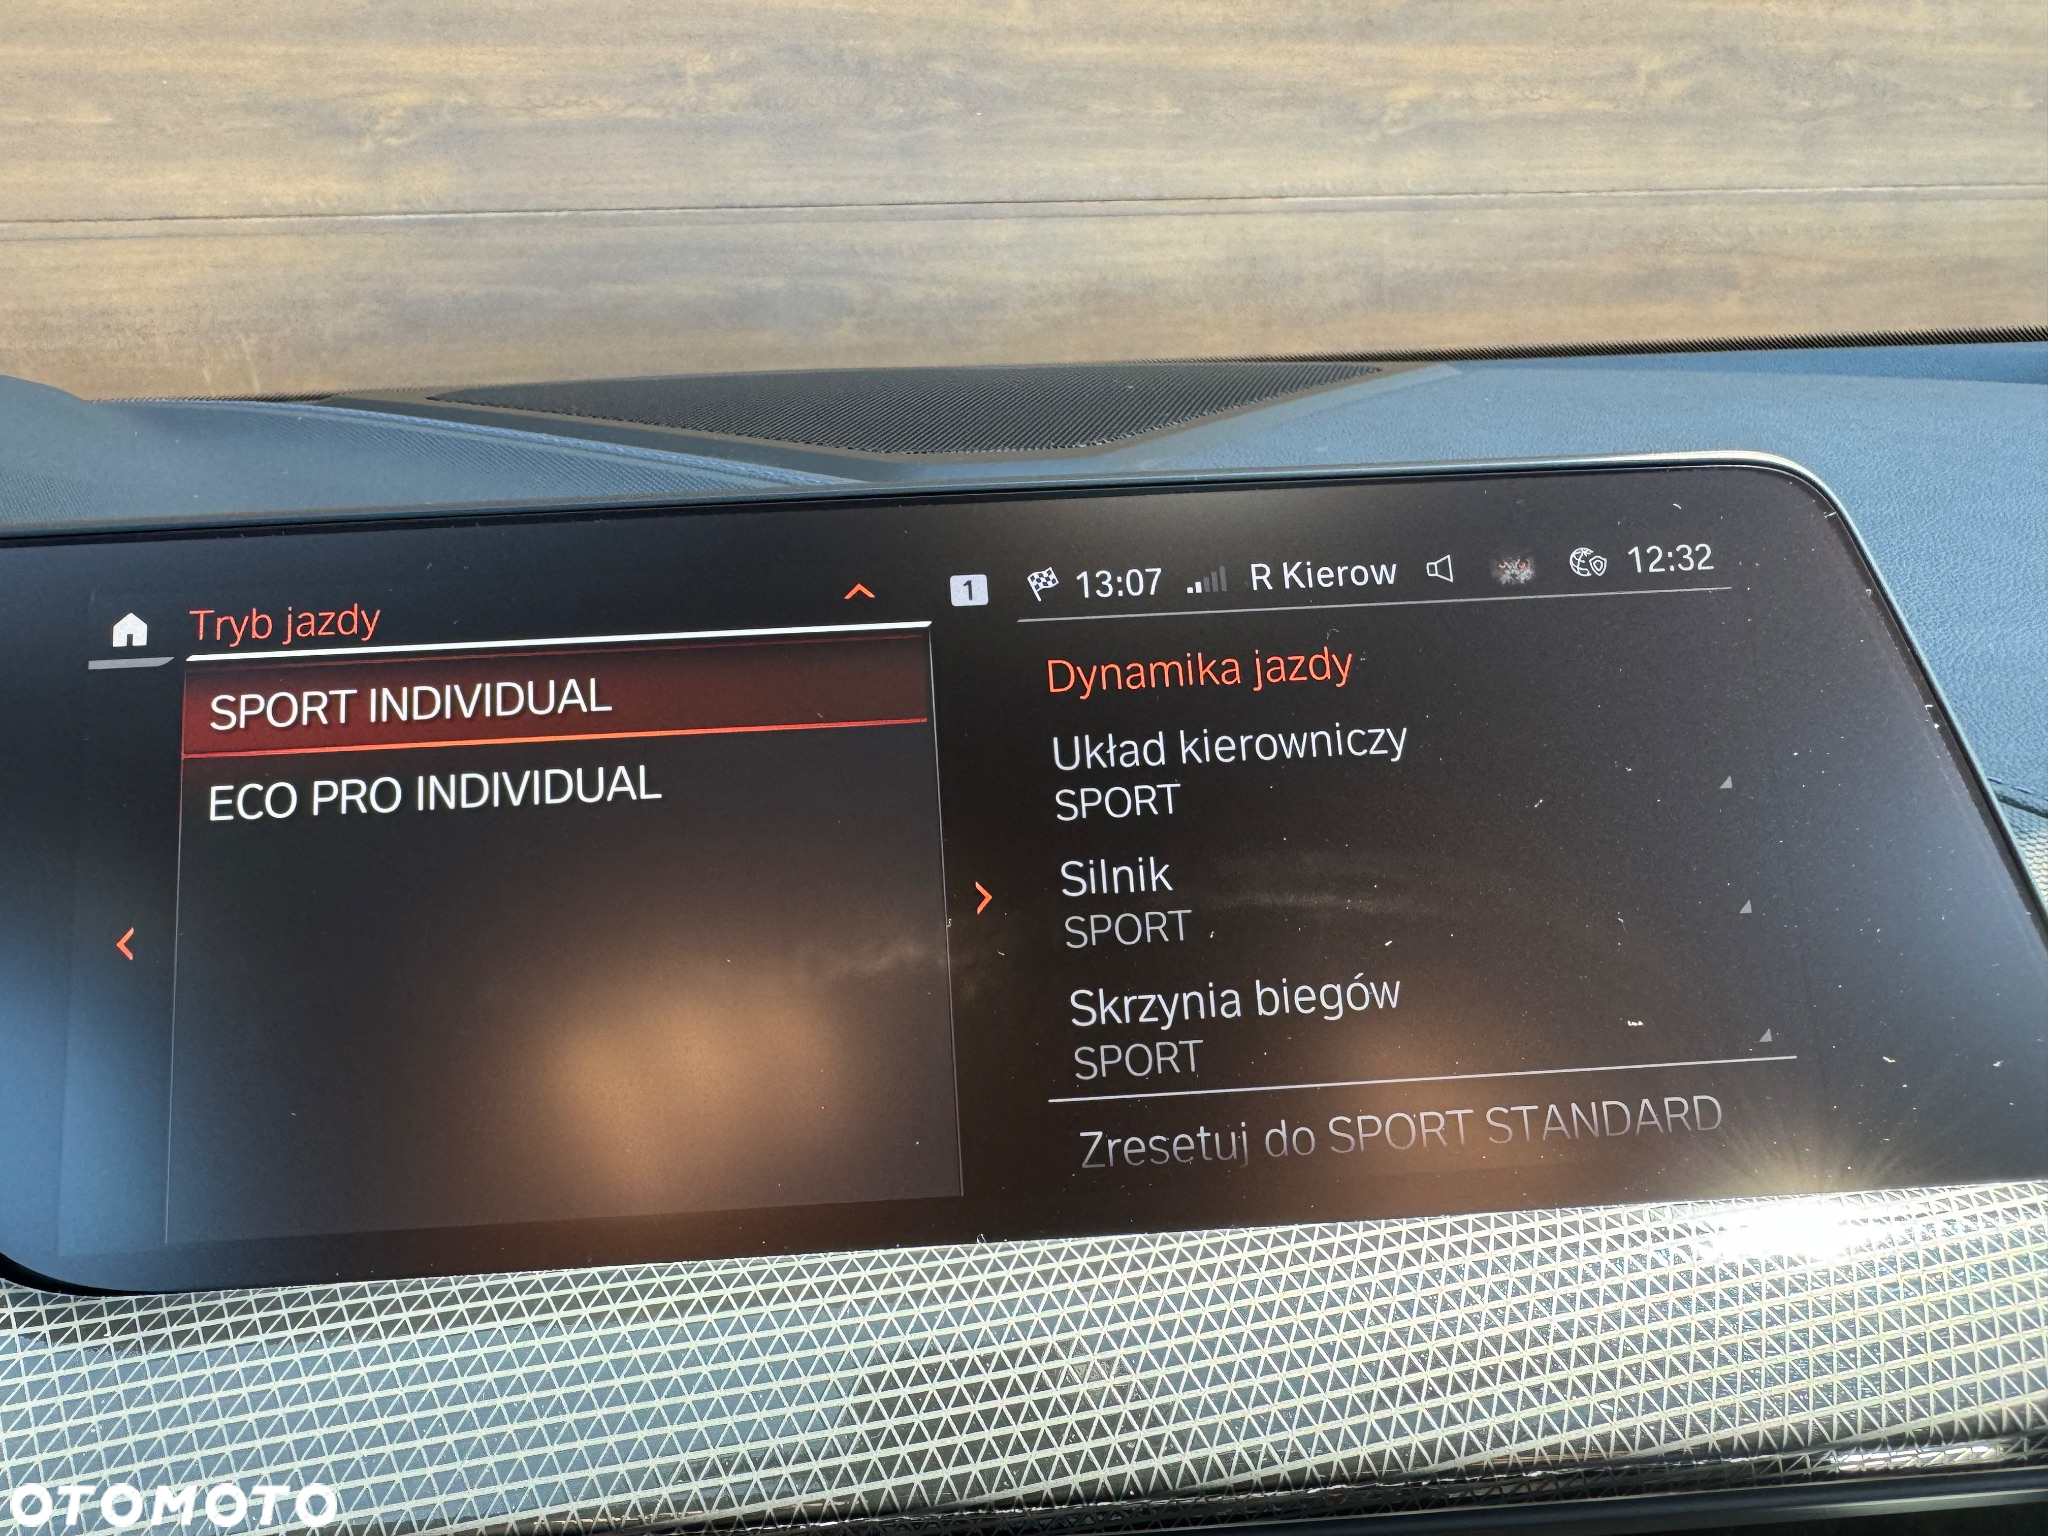 Tryb jazdy
SPORT INDIVIDUAL
ECO PRO INDIVIDUAL
1 13:07 R Kierow 12:32
Dynamika jazdy
Układ kierowniczy
SPORT
Silnik
SPORT
Skrzynia biegów
SPORT
Zresetuj do SPORT STANDARD
OTOMOTO